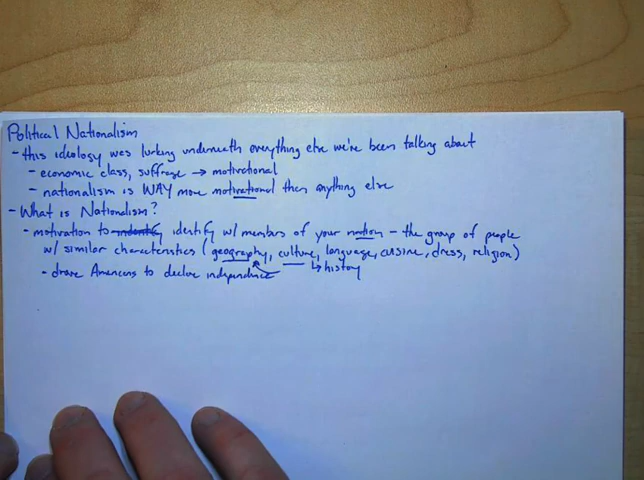 Political Nationalism
- this ideology was lurking underneath everything else we've been talking about
- economic class, suffrage → motivational
- nationalism is WAY more motivational then anything else
- What is Nationalism?
- motivation to identify identify w/ members of your nation - the group of people
w/ similar characteristics (geography, culture, language, cuisine, dress, religion)
↳ history
- drove Americans to declare independence